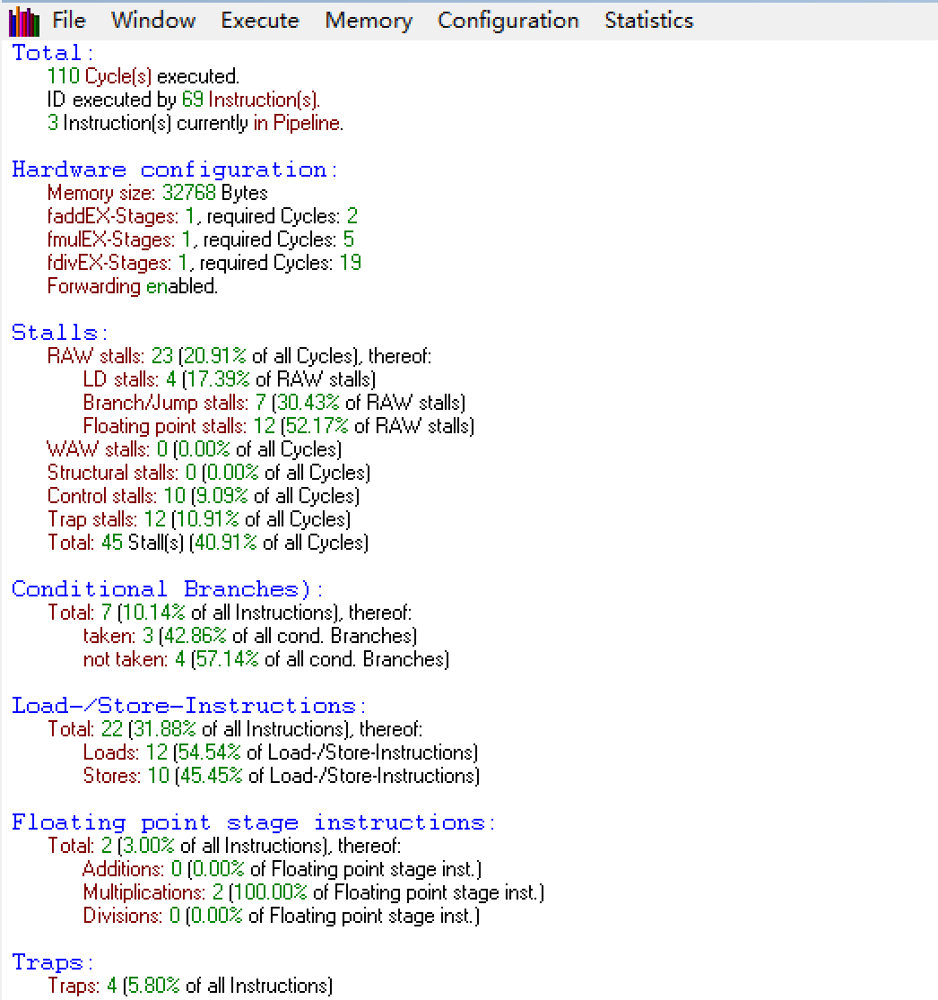 File Window Execute Memory Configuration Statistics
Total:
110 Cycle(s) executed.
ID executed by 69 Instruction(s).
3 Instruction(s) currently in Pipeline.
Hardware configuration:
Memory size: 32768 Bytes
faddEX-Stages: 1, required Cycles: 2
fmulEX-Stages: 1, required Cycles: 5
fdivEX-Stages: 1, required Cycles: 19
Forwarding enabled.
Stalls:
RAW stalls: 23 (20.91% of all Cycles), thereof:
LD stalls: 4 (17.39% of RAW stalls)
Branch/Jump stalls: 7 (30.43% of RAW stalls)
Floating point stalls: 12 (52.17% of RAW stalls)
WAW stalls: 0 (0.00% of all Cycles)
Structural stalls: 0 (0.00% of all Cycles)
Control stalls: 10 (9.09% of all Cycles)
Trap stalls: 12 (10.91% of all Cycles)
Total: 45 Stall(s) (40.91% of all Cycles)
Conditional Branches):
Total: 7 (10.14% of all Instructions), thereof:
taken: 3 (42.86% of all cond. Branches)
not taken: 4 (57.14% of all cond. Branches)
Load-/Store-Instructions:
Total: 22 (31.88% of all Instructions), thereof:
Loads: 12 (54.54% of Load-/Store-Instructions)
Stores: 10 (45.45% of Load-/Store-Instructions)
Floating point stage instructions:
Total: 2 (3.00% of all Instructions), thereof:
Additions: 0 (0.00% of Floating point stage inst.)
Multiplications: 2 (100.00% of Floating point stage inst.)
Divisions: 0 (0.00% of Floating point stage inst.)
Traps:
Traps: 4 (5.80% of all Instructions)